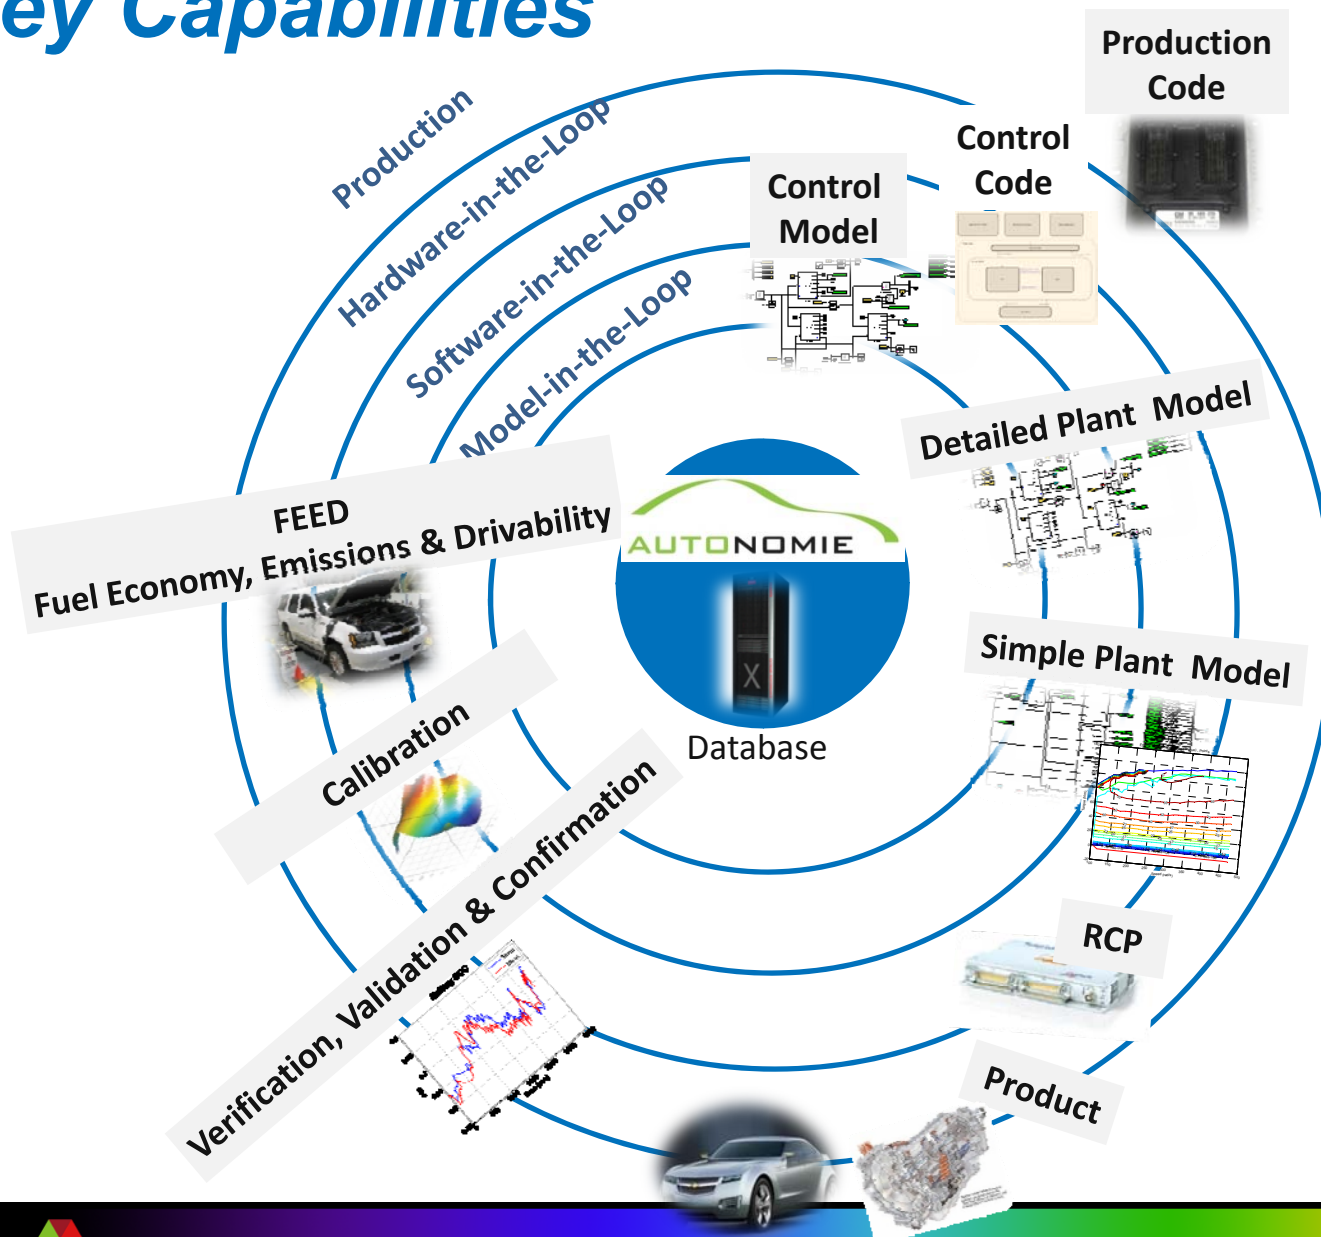 ey Capabilities
Production
Code
Production
Hardware-in-the-Loop
Software-in-the-Loop
Model-in-the-Loop
Control
Code
Control
Model
Detailed Plant Model
FEED
Fuel Economy, Emissions & Drivability
AUTONOMIE
X
Database
Simple Plant Model
Calibration
Verification, Validation & Confirmation
RCP
Product